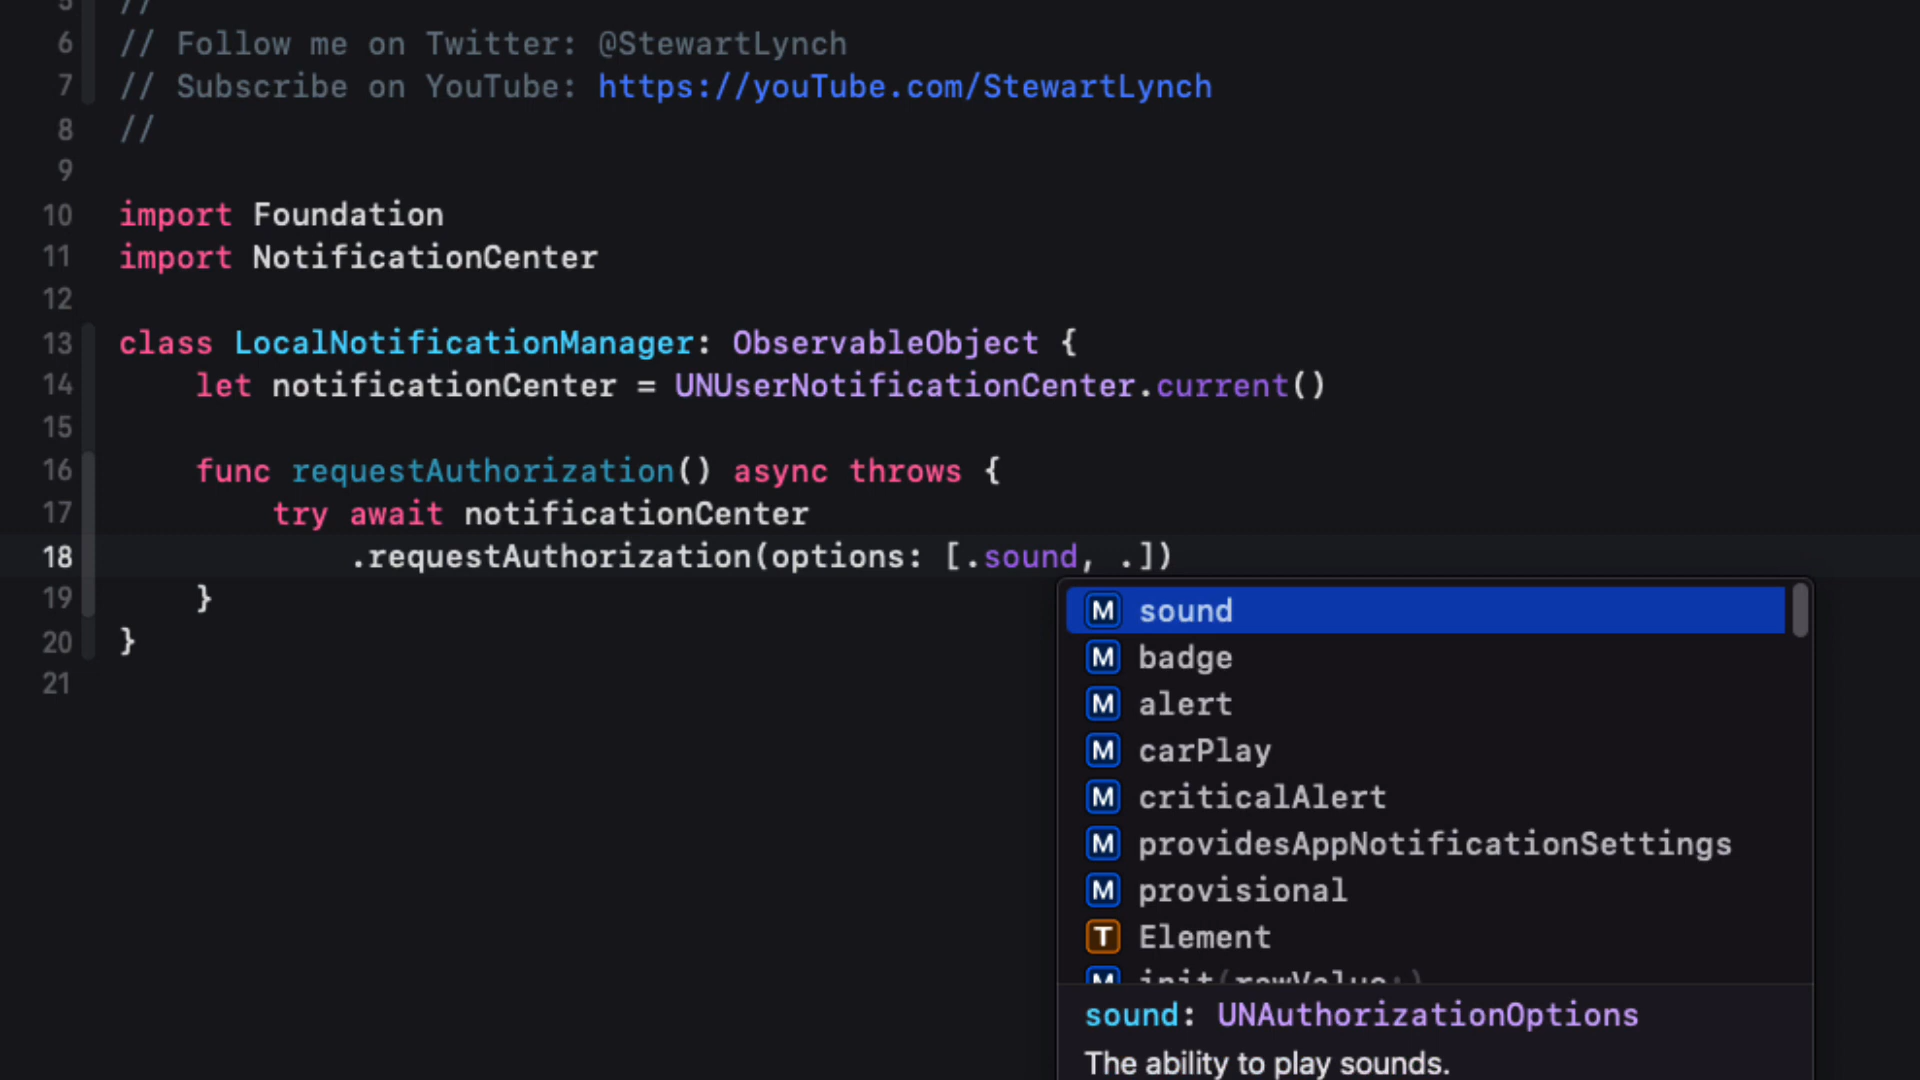 5 //
6 // Follow me on Twitter: @StewartLynch
7 // Subscribe on YouTube: https://youTube.com/StewartLynch
8 //
9
10 import Foundation
11 import NotificationCenter
12
13 class LocalNotificationManager: ObservableObject {
14 let notificationCenter = UNUserNotificationCenter.current()
15
16 func requestAuthorization() async throws {
17 try await notificationCenter
18 .requestAuthorization(options: [.sound, .])
19 }
20 }
21
M sound
M badge
M alert
M carPlay
M criticalAlert
M providesAppNotificationSettings
M provisional
T Element
M init(rawValue:)
sound: UNAuthorizationOptions
The ability to play sounds.